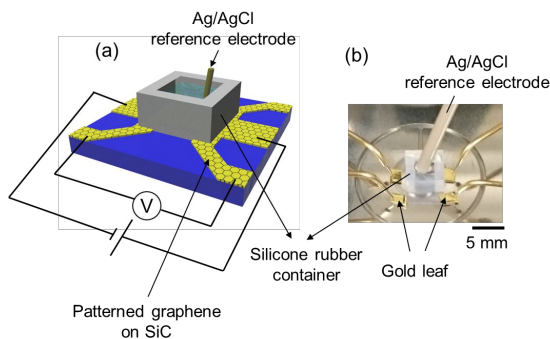 Ag/AgCl
reference electrode
(a)
(b)
Ag/AgCl
reference electrode
V
Silicone rubber
container
Gold leaf
5 mm
Patterned graphene
on SiC